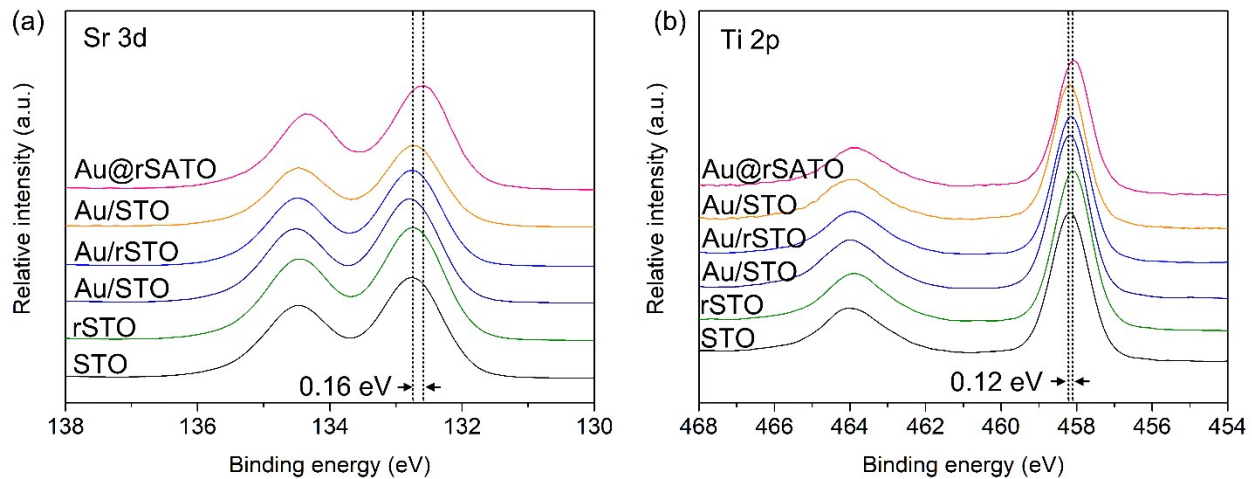 (a)
Sr 3d
Relative intensity (a.u.)
Au@rSATO
Au/STO
Au/rSTO
Au/STO
rSTO
STO
0.16 eV
138
136
134
132
130
Binding energy (eV)
(b)
Ti 2p
Relative intensity (a.u.)
Au@rSATO
Au/STO
Au/rSTO
Au/STO
rSTO
STO
0.12 eV
468
466
464
462
460
458
456
454
Binding energy (eV)